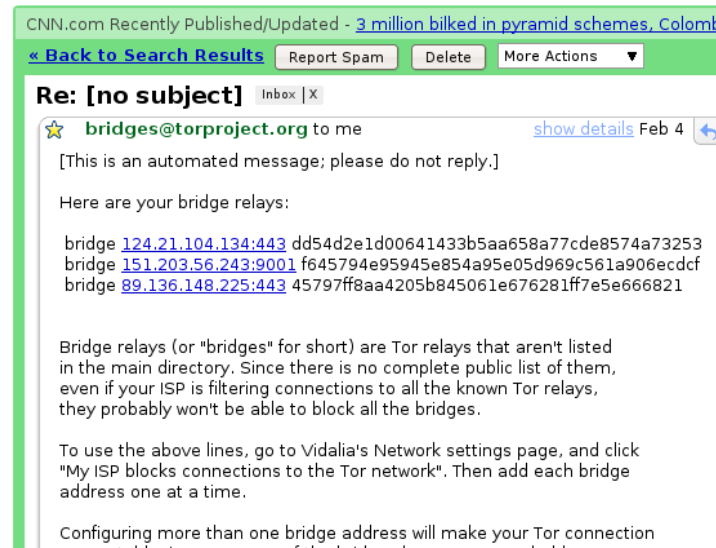 CNN.com Recently Published/Updated - 3 million bilked in pyramid schemes, Colomb
« Back to Search Results Report Spam Delete More Actions ▼
Re: [no subject] Inbox | X
bridges@torproject.org to me show details Feb 4
[This is an automated message; please do not reply.]
Here are your bridge relays:
bridge 124.21.104.134:443 dd54d2e1d00641433b5aa658a77cde8574a73253
bridge 151.203.56.243:9001 f645794e95945e854a95e05d969c561a906ecdcf
bridge 89.136.148.225:443 45797ff8aa4205b845061e676281ff7e5e666821
Bridge relays (or "bridges" for short) are Tor relays that aren't listed
in the main directory. Since there is no complete public list of them,
even if your ISP is filtering connections to all the known Tor relays,
they probably won't be able to block all the bridges.
To use the above lines, go to Vidalia's Network settings page, and click
"My ISP blocks connections to the Tor network". Then add each bridge
address one at a time.
Configuring more than one bridge address will make your Tor connection